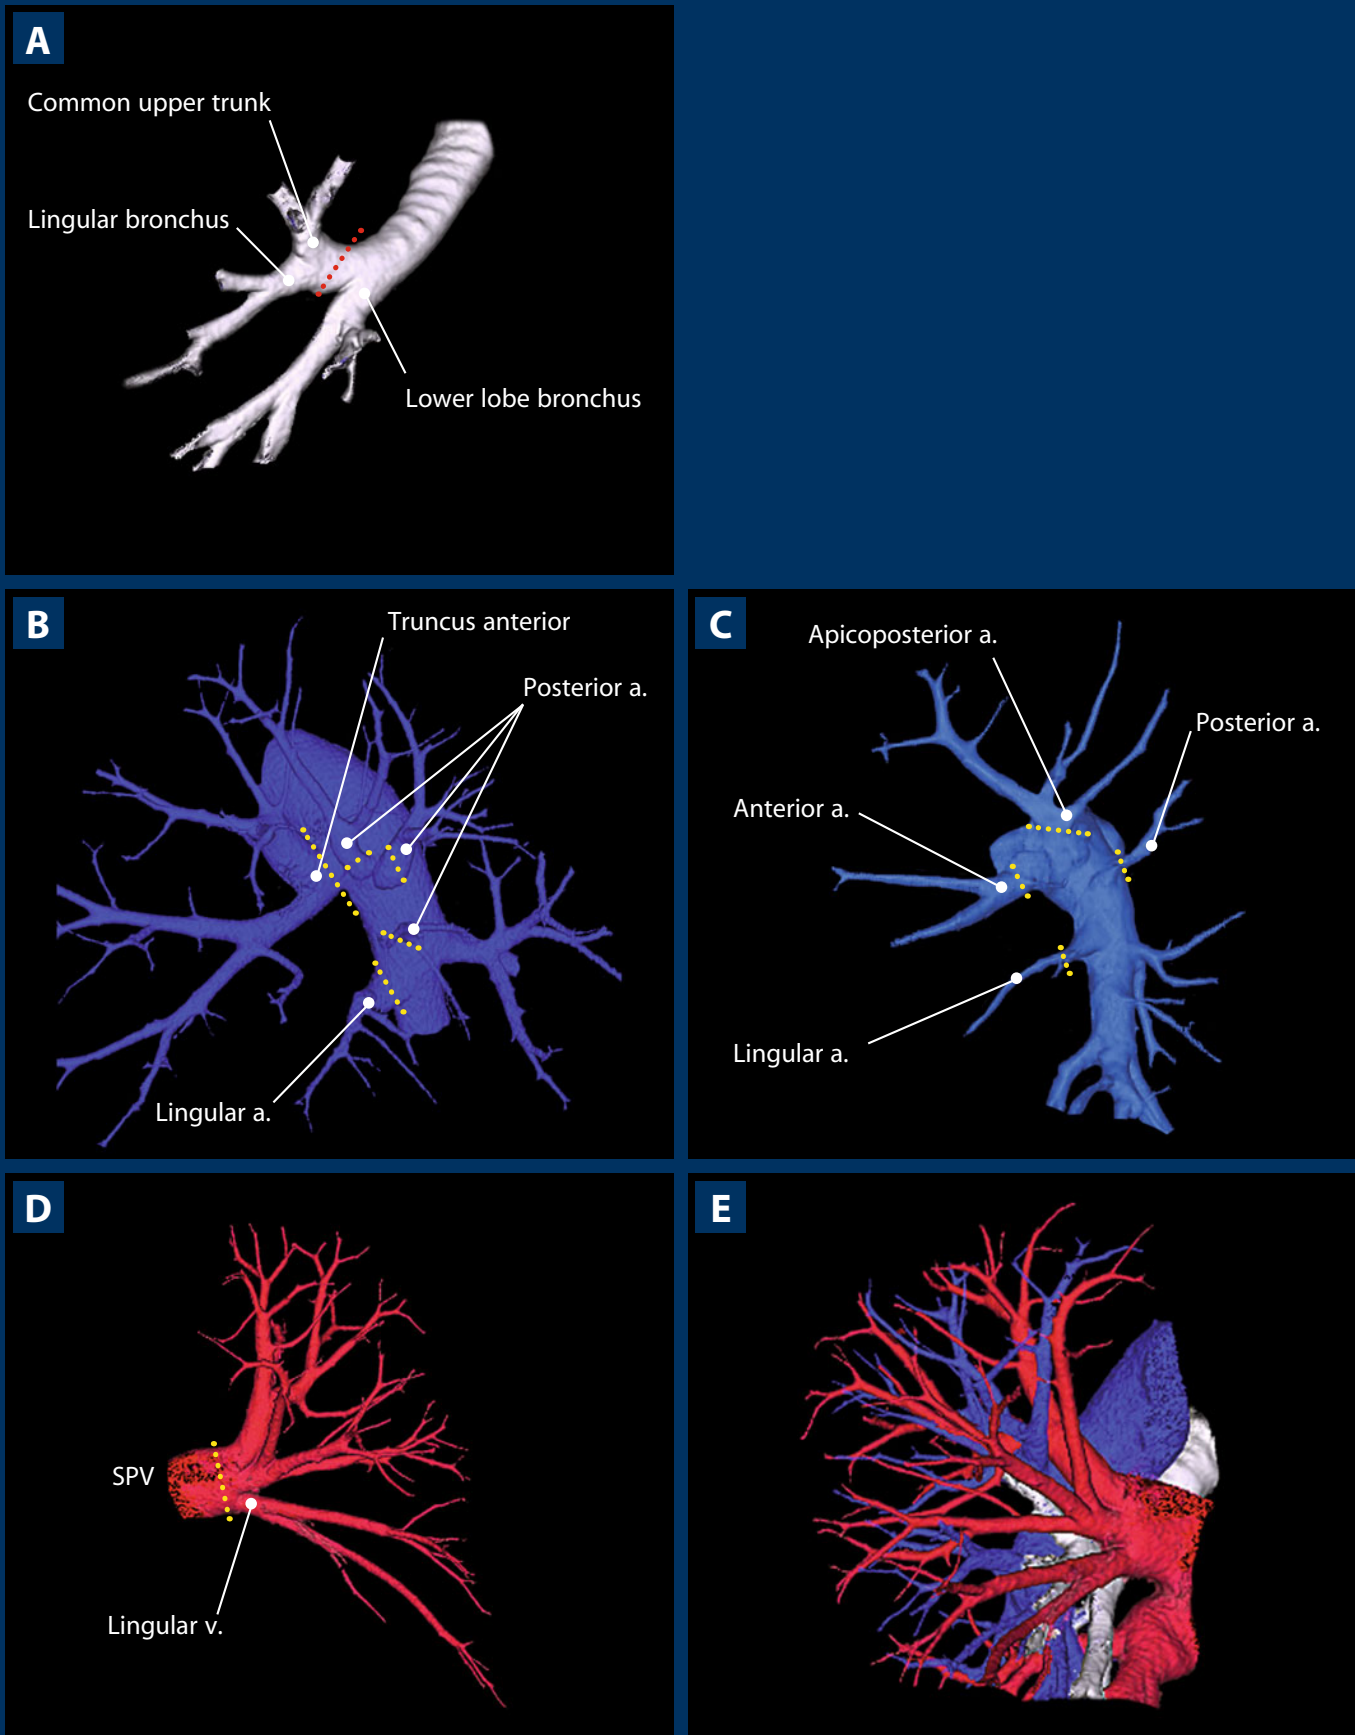 A
Common upper trunk
Lingular bronchus
Lower lobe bronchus
B
Truncus anterior
Posterior a.
Lingular a.
C
Apicoposterior a.
Posterior a.
Anterior a.
Lingular a.
D
SPV
Lingular v.
E